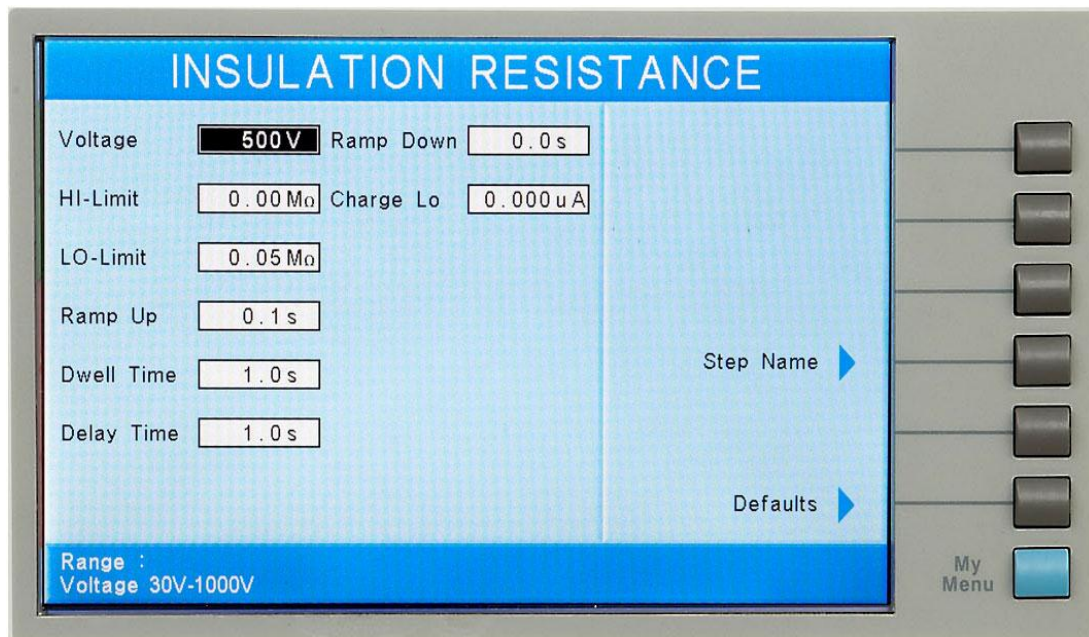 INSULATION RESISTANCE
Voltage 500V Ramp Down 0.0s
HI-Limit 0.00MΩ Charge Lo 0.000uA
LO-Limit 0.05MΩ
Ramp Up 0.1s
Dwell Time 1.0s
Step Name
Delay Time 1.0s
Defaults
Range :
Voltage 30V-1000V
My
Menu